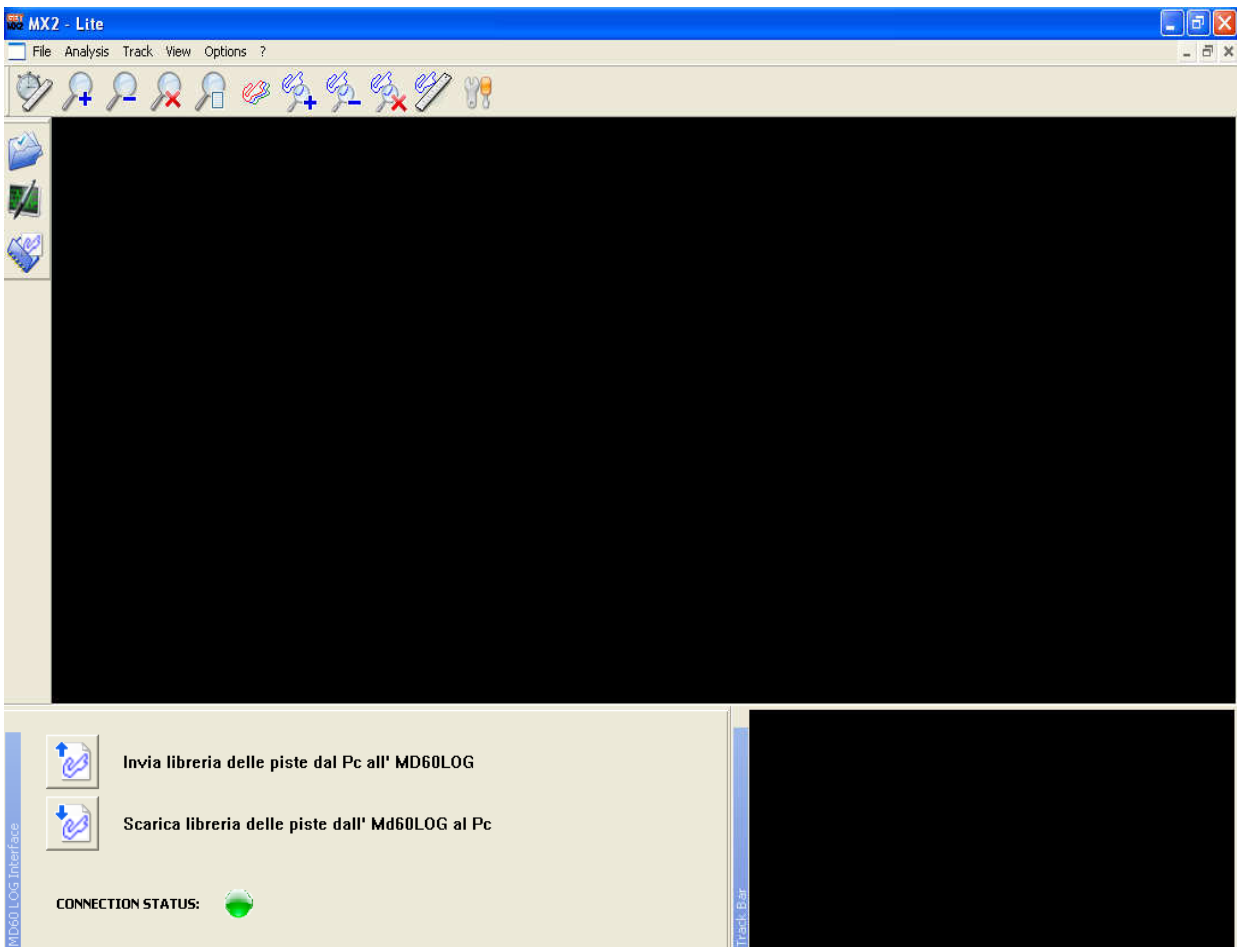 MX2 - Lite
File Analysis Track View Options ?
Invia libreria delle piste dal Pc all' MD60LOG
Scarica libreria delle piste dall' Md60LOG al Pc
CONNECTION STATUS:
MD60 LOG Interface
Track Bar